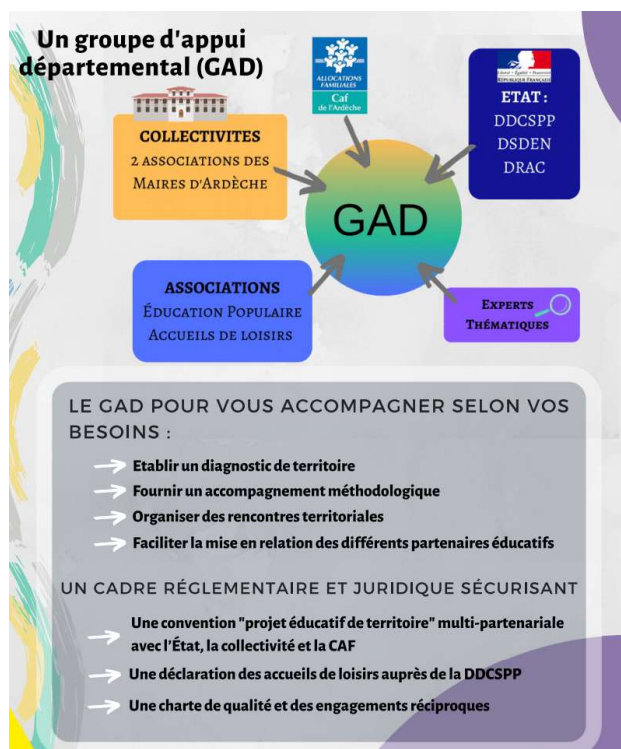 Un groupe d'appui
départemental (GAD)
ALLOCATIONS
FAMILIALES
Caf
de l'Ardèche
Liberté • Égalité • Fraternité
RÉPUBLIQUE FRANÇAISE
ETAT :
DDCSPP
DSDEN
DRAC
COLLECTIVITES
2 ASSOCIATIONS DES
MAIRES D'ARDÈCHE
GAD
ASSOCIATIONS
ÉDUCATION POPULAIRE
ACCUEILS DE LOISIRS
EXPERTS
THÉMATIQUES
LE GAD POUR VOUS ACCOMPAGNER SELON VOS
BESOINS :
Etablir un diagnostic de territoire
Fournir un accompagnement méthodologique
Organiser des rencontres territoriales
Faciliter la mise en relation des différents partenaires éducatifs
UN CADRE RÉGLEMENTAIRE ET JURIDIQUE SÉCURISANT
Une convention "projet éducatif de territoire" multi-partenariale
avec l'État, la collectivité et la CAF
Une déclaration des accueils de loisirs auprès de la DDCSPP
Une charte de qualité et des engagements réciproques